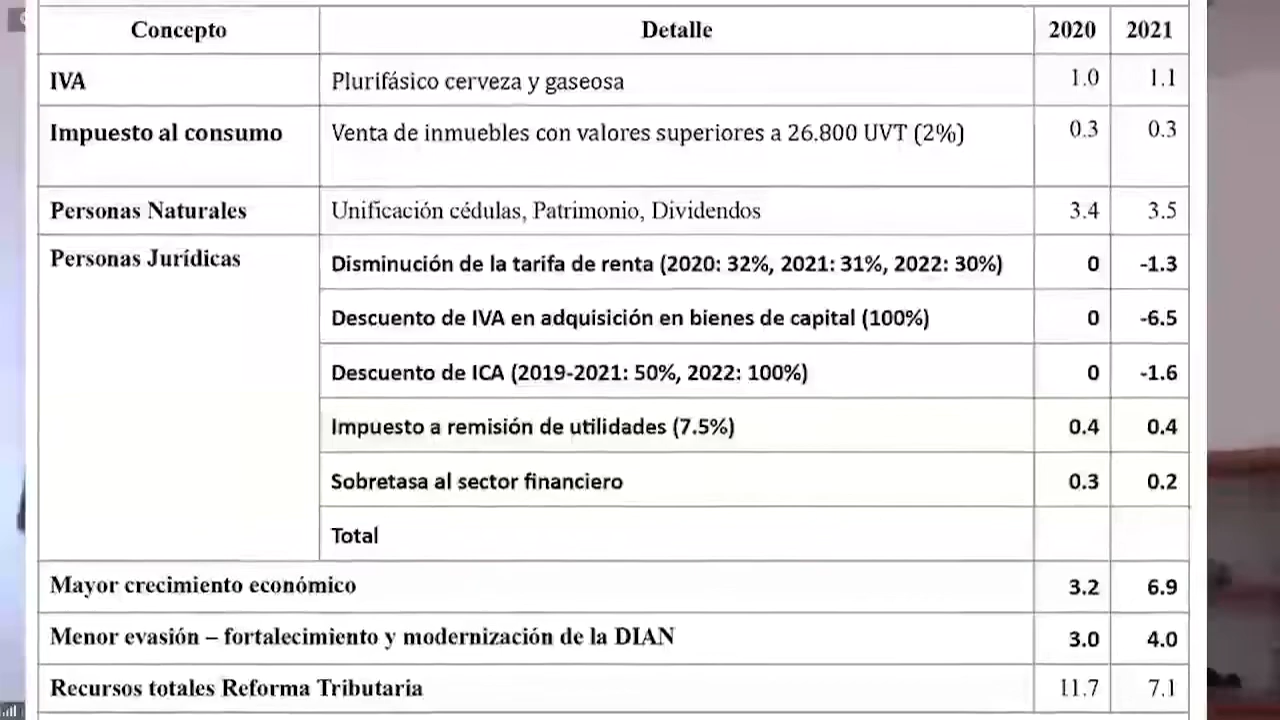 Concepto Detalle 2020 2021
IVA Plurifásico cerveza y gaseosa 1.0 1.1
Impuesto al consumo Venta de inmuebles con valores superiores a 26.800 UVT (2%) 0.3 0.3
Personas Naturales Unificación cédulas, Patrimonio, Dividendos 3.4 3.5
Personas Jurídicas Disminución de la tarifa de renta (2020: 32%, 2021: 31%, 2022: 30%) 0 -1.3
Descuento de IVA en adquisición en bienes de capital (100%) 0 -6.5
Descuento de ICA (2019-2021: 50%, 2022: 100%) 0 -1.6
Impuesto a remisión de utilidades (7.5%) 0.4 0.4
Sobretasa al sector financiero 0.3 0.2
Total
Mayor crecimiento económico 3.2 6.9
Menor evasión – fortalecimiento y modernización de la DIAN 3.0 4.0
Recursos totales Reforma Tributaria 11.7 7.1